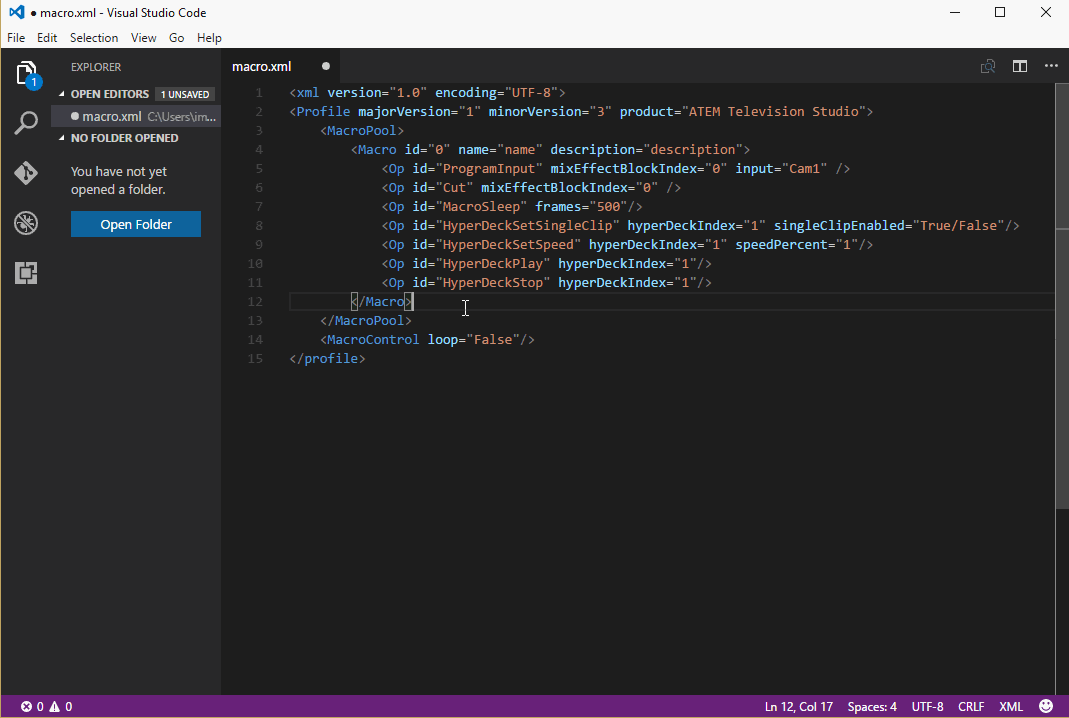 ● macro.xml - Visual Studio Code
File Edit Selection View Go Help
EXPLORER
OPEN EDITORS 1 UNSAVED
● macro.xml C:\Users\im...
NO FOLDER OPENED
You have not yet
opened a folder.
Open Folder
1
macro.xml ●
1 <xml version="1.0" encoding="UTF-8">
2 <Profile majorVersion="1" minorVersion="3" product="ATEM Television Studio">
3 <MacroPool>
4 <Macro id="0" name="name" description="description">
5 <Op id="ProgramInput" mixEffectBlockIndex="0" input="Cam1" />
6 <Op id="Cut" mixEffectBlockIndex="0" />
7 <Op id="MacroSleep" frames="500"/>
8 <Op id="HyperDeckSetSingleClip" hyperDeckIndex="1" singleClipEnabled="True/False"/>
9 <Op id="HyperDeckSetSpeed" hyperDeckIndex="1" speedPercent="1"/>
10 <Op id="HyperDeckPlay" hyperDeckIndex="1"/>
11 <Op id="HyperDeckStop" hyperDeckIndex="1"/>
12 </Macro>
13 </MacroPool>
14 <MacroControl loop="False"/>
15 </profile>
0 0 Ln 12, Col 17 Spaces: 4 UTF-8 CRLF XML